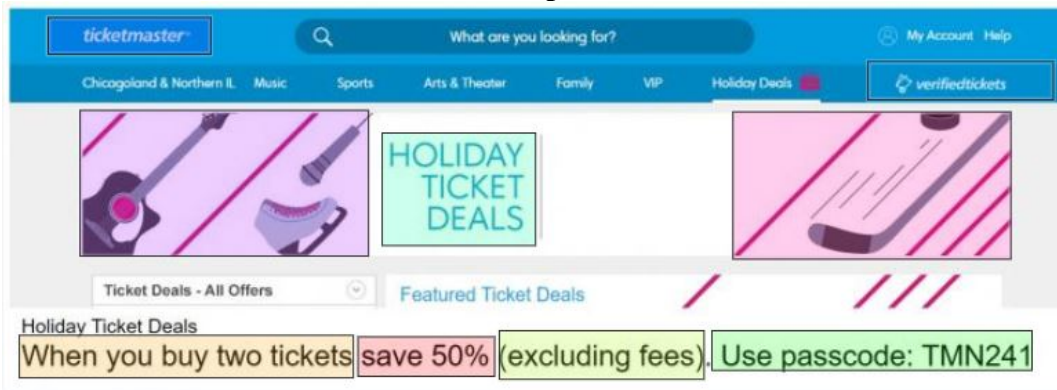 ticketmaster
What are you looking for?
My Account Help
Chicagoland & Northern IL Music Sports Arts & Theater Family VIP Holiday Deals verifiedtickets
HOLIDAY
TICKET
DEALS
Ticket Deals - All Offers
Featured Ticket Deals
Holiday Ticket Deals
When you buy two tickets save 50% (excluding fees). Use passcode: TMN241